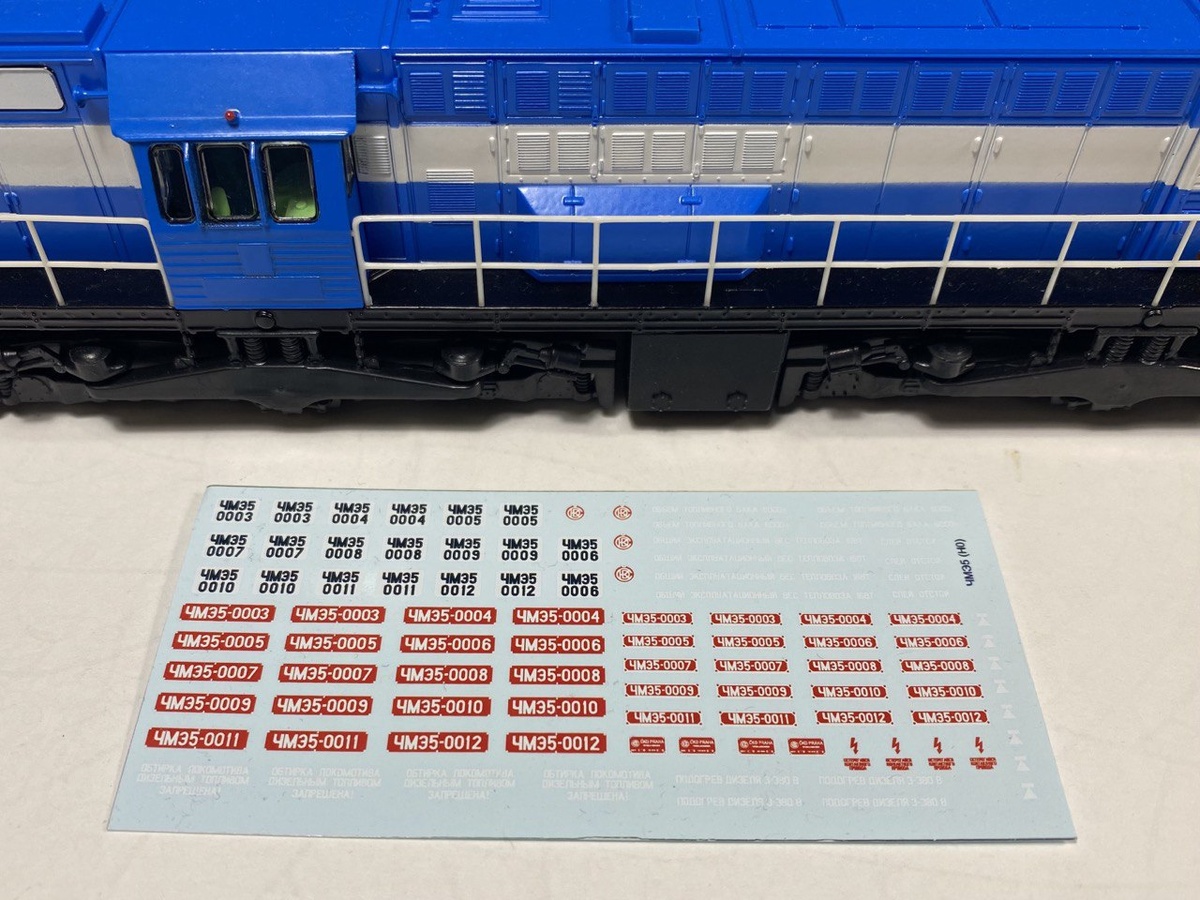 ЧМЭ5 ЧМЭ5 ЧМЭ5 ЧМЭ5 ЧМЭ5 ЧМЭ5
0003 0003 0004 0004 0005 0005
ЧМЭ5 ЧМЭ5 ЧМЭ5 ЧМЭ5 ЧМЭ5 ЧМЭ5 ЧМЭ5
0007 0007 0008 0008 0009 0009 0006
ЧМЭ5 ЧМЭ5 ЧМЭ5 ЧМЭ5 ЧМЭ5 ЧМЭ5 ЧМЭ5
0010 0010 0011 0011 0012 0012 0006
ЧМЭ5 (H0)
ЧМЭ5-0003 ЧМЭ5-0003 ЧМЭ5-0004 ЧМЭ5-0004 ЧМЭ5-0003 ЧМЭ5-0003 ЧМЭ5-0004 ЧМЭ5-0004
ЧМЭ5-0005 ЧМЭ5-0005 ЧМЭ5-0006 ЧМЭ5-0006 ЧМЭ5-0005 ЧМЭ5-0005 ЧМЭ5-0006 ЧМЭ5-0006
ЧМЭ5-0007 ЧМЭ5-0007 ЧМЭ5-0008 ЧМЭ5-0008 ЧМЭ5-0007 ЧМЭ5-0007 ЧМЭ5-0008 ЧМЭ5-0008
ЧМЭ5-0009 ЧМЭ5-0009 ЧМЭ5-0010 ЧМЭ5-0010 ЧМЭ5-0009 ЧМЭ5-0009 ЧМЭ5-0010 ЧМЭ5-0010
ЧМЭ5-0011 ЧМЭ5-0011 ЧМЭ5-0012 ЧМЭ5-0012 ЧМЭ5-0011 ЧМЭ5-0011 ЧМЭ5-0012 ЧМЭ5-0012
ČKD PRAHA ČKD PRAHA ČKD PRAHA ČKD PRAHA
ОБТИРКА ЛОКОМОТИВА ОБТИРКА ЛОКОМОТИВА ОБТИРКА ЛОКОМОТИВА ОБТИРКА ЛОКОМОТИВА
ДИЗЕЛЬНЫМ ТОПЛИВОМ ДИЗЕЛЬНЫМ ТОПЛИВОМ ДИЗЕЛЬНЫМ ТОПЛИВОМ ДИЗЕЛЬНЫМ ТОПЛИВОМ
ЗАПРЕЩЕНА! ЗАПРЕЩЕНА! ЗАПРЕЩЕНА! ЗАПРЕЩЕНА!
ПОДОГРЕВ ДИЗЕЛЯ 3-380 В ПОДОГРЕВ ДИЗЕЛЯ 3-380 В
ПОДОГРЕВ ДИЗЕЛЯ 3-380 В ПОДОГРЕВ ДИЗЕЛЯ 3-380 В